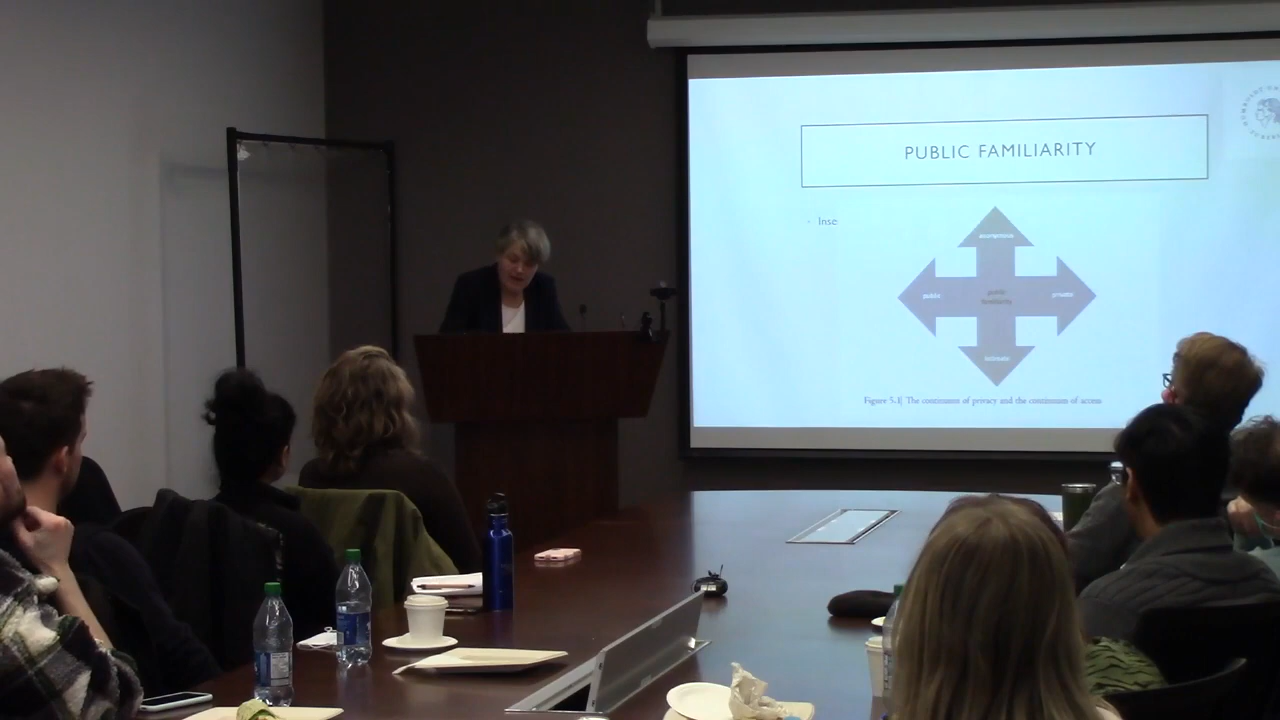 PUBLIC FAMILIARITY
- Inse
anonymous
public
public
familiarity
private
intimate
Figure 5.1| The continuum of privacy and the continuum of access